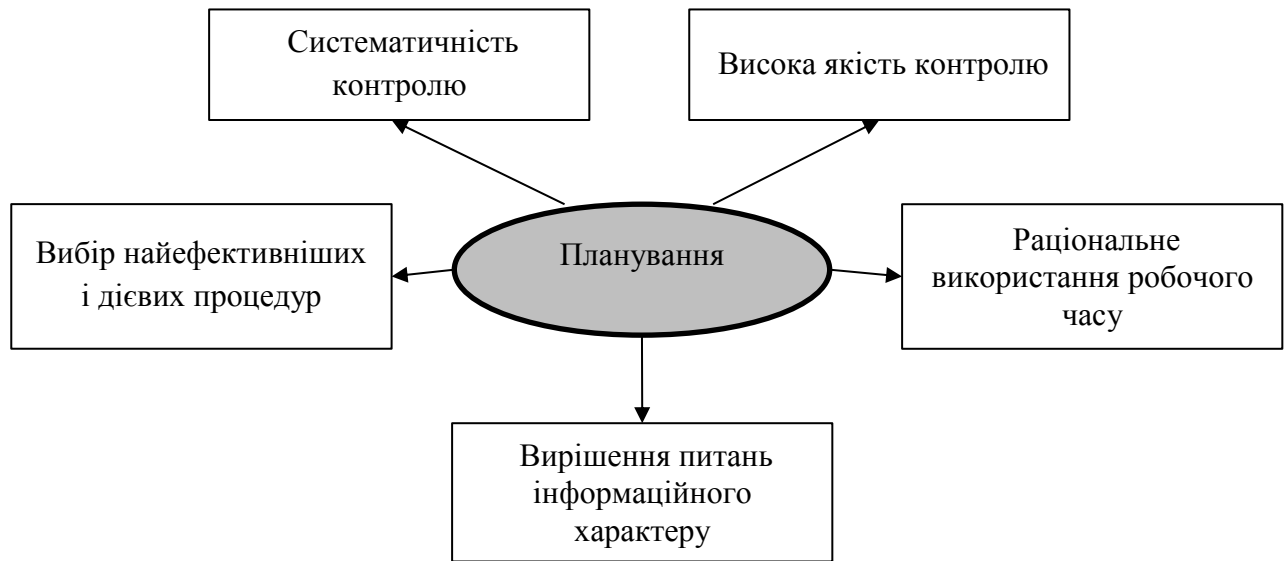 Систематичність
контролю
Висока якість контролю
Вибір найефективніших
і дієвих процедур
Планування
Раціональне
використання робочого
часу
Вирішення питань
інформаційного
характеру